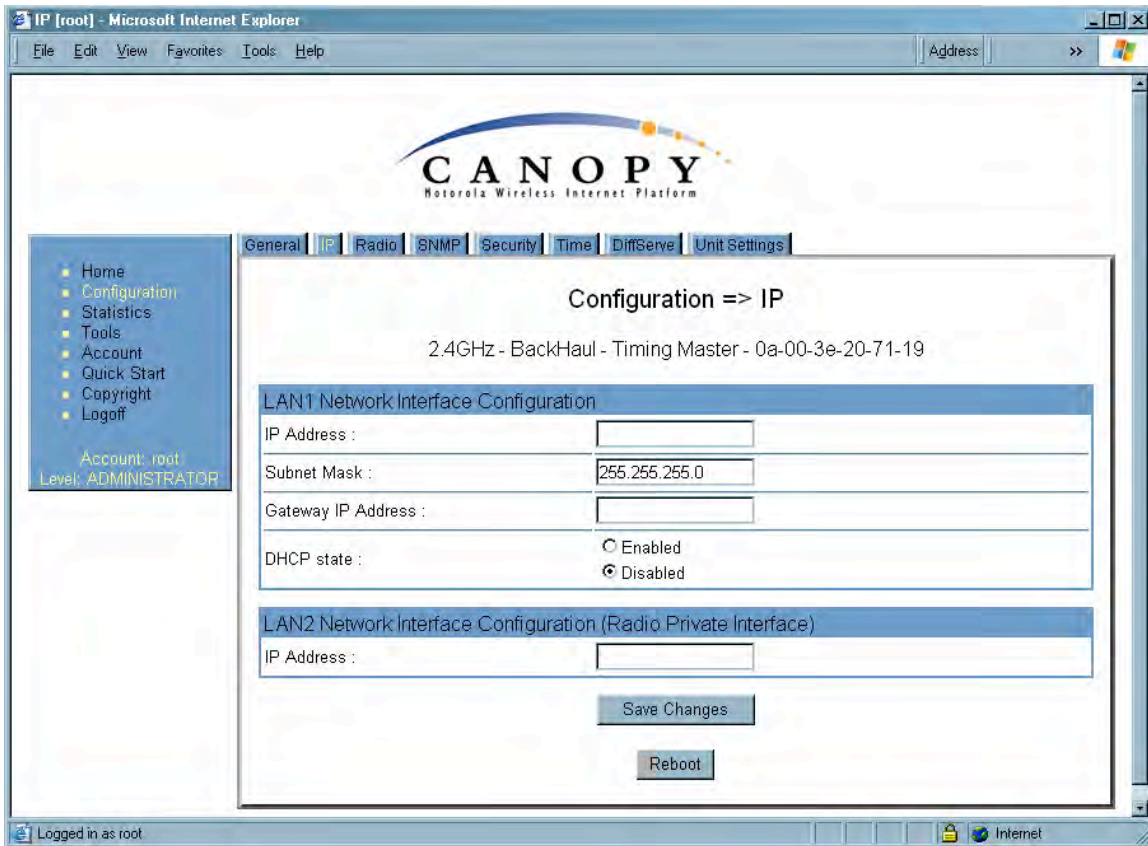 IP [root] - Microsoft Internet Explorer
File Edit View Favorites Tools Help
Address »
CANOPY
Motorola Wireless Internet Platform
General IP Radio SNMP Security Time DiffServe Unit Settings
Home
Configuration
Statistics
Tools
Account
Quick Start
Copyright
Logoff
Account: root
Level: ADMINISTRATOR
Configuration => IP
2.4GHz - BackHaul - Timing Master - 0a-00-3e-20-71-19
LAN1 Network Interface Configuration
IP Address :
Subnet Mask : 255.255.255.0
Gateway IP Address :
DHCP state : Enabled
Disabled
LAN2 Network Interface Configuration (Radio Private Interface)
IP Address :
Save Changes
Reboot
Logged in as root Internet